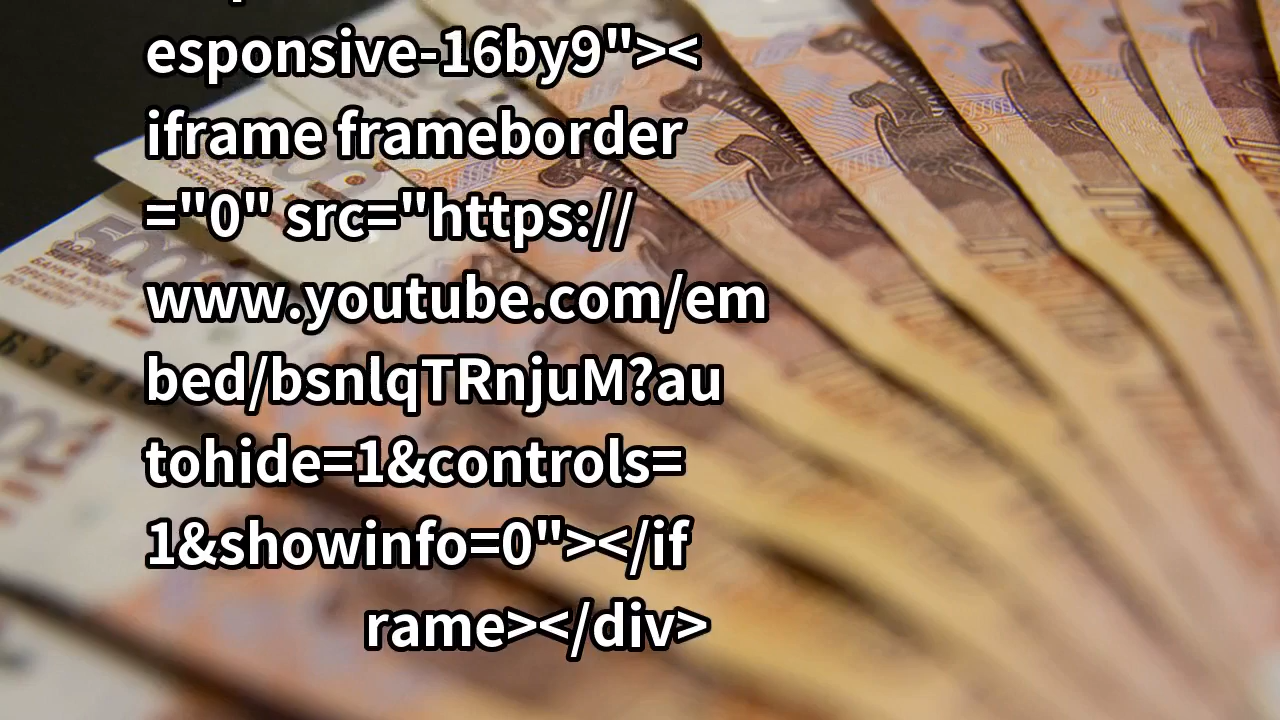 esponsive-16by9"><
iframe frameborder
="0" src="https://
www.youtube.com/em
bed/bsnlqTRnjuM?au
tohide=1&controls=
1&showinfo=0"></if
rame></div>